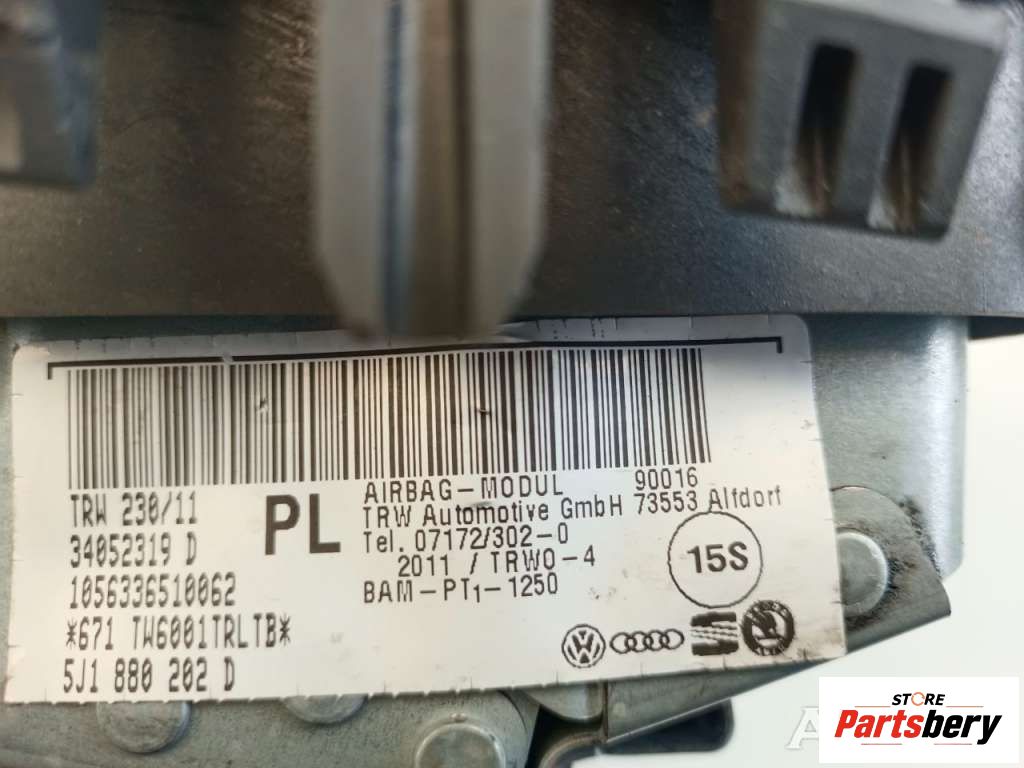 TRW 230/11
34052319 D
1056336510062
*671 TW6001TRLTB*
5J1 880 202 D
PL
AIRBAG-MODUL 90016
TRW Automotive GmbH 73553 Alfdorf
Tel. 07172/302-0
2011 / TRWO-4
BAM-PT1-1250
15S
STORE
Partsbery